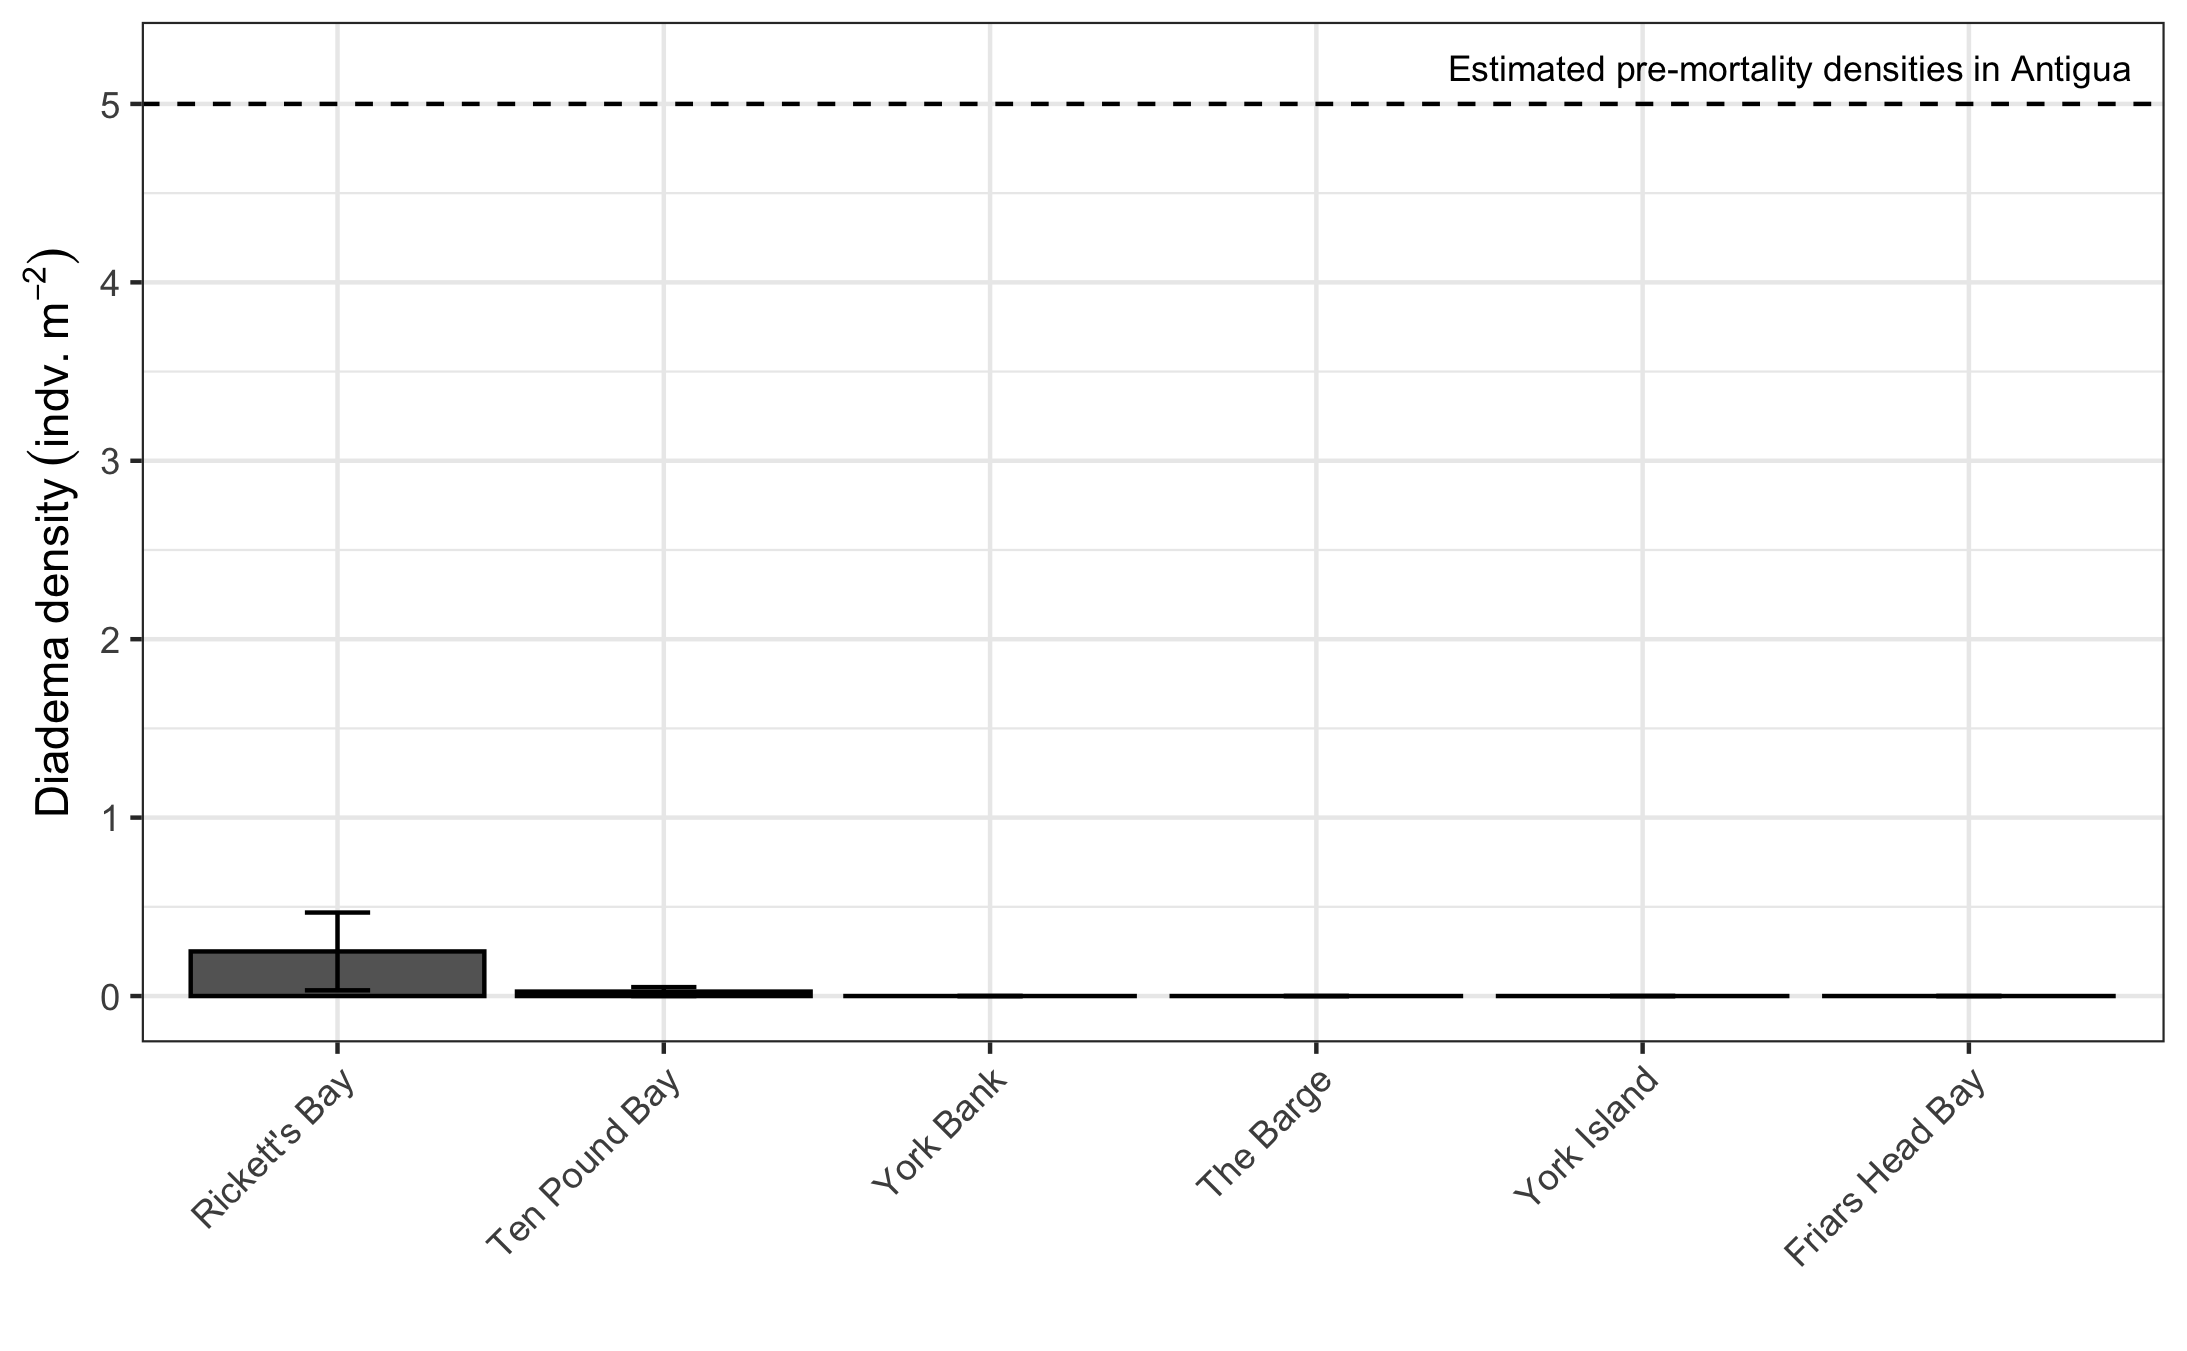 Estimated pre-mortality densities in Antigua
Diadema density (indv. m⁻²)
5
4
3
2
1
0
Rickett's Bay
Ten Pound Bay
York Bank
The Barge
York Island
Friars Head Bay